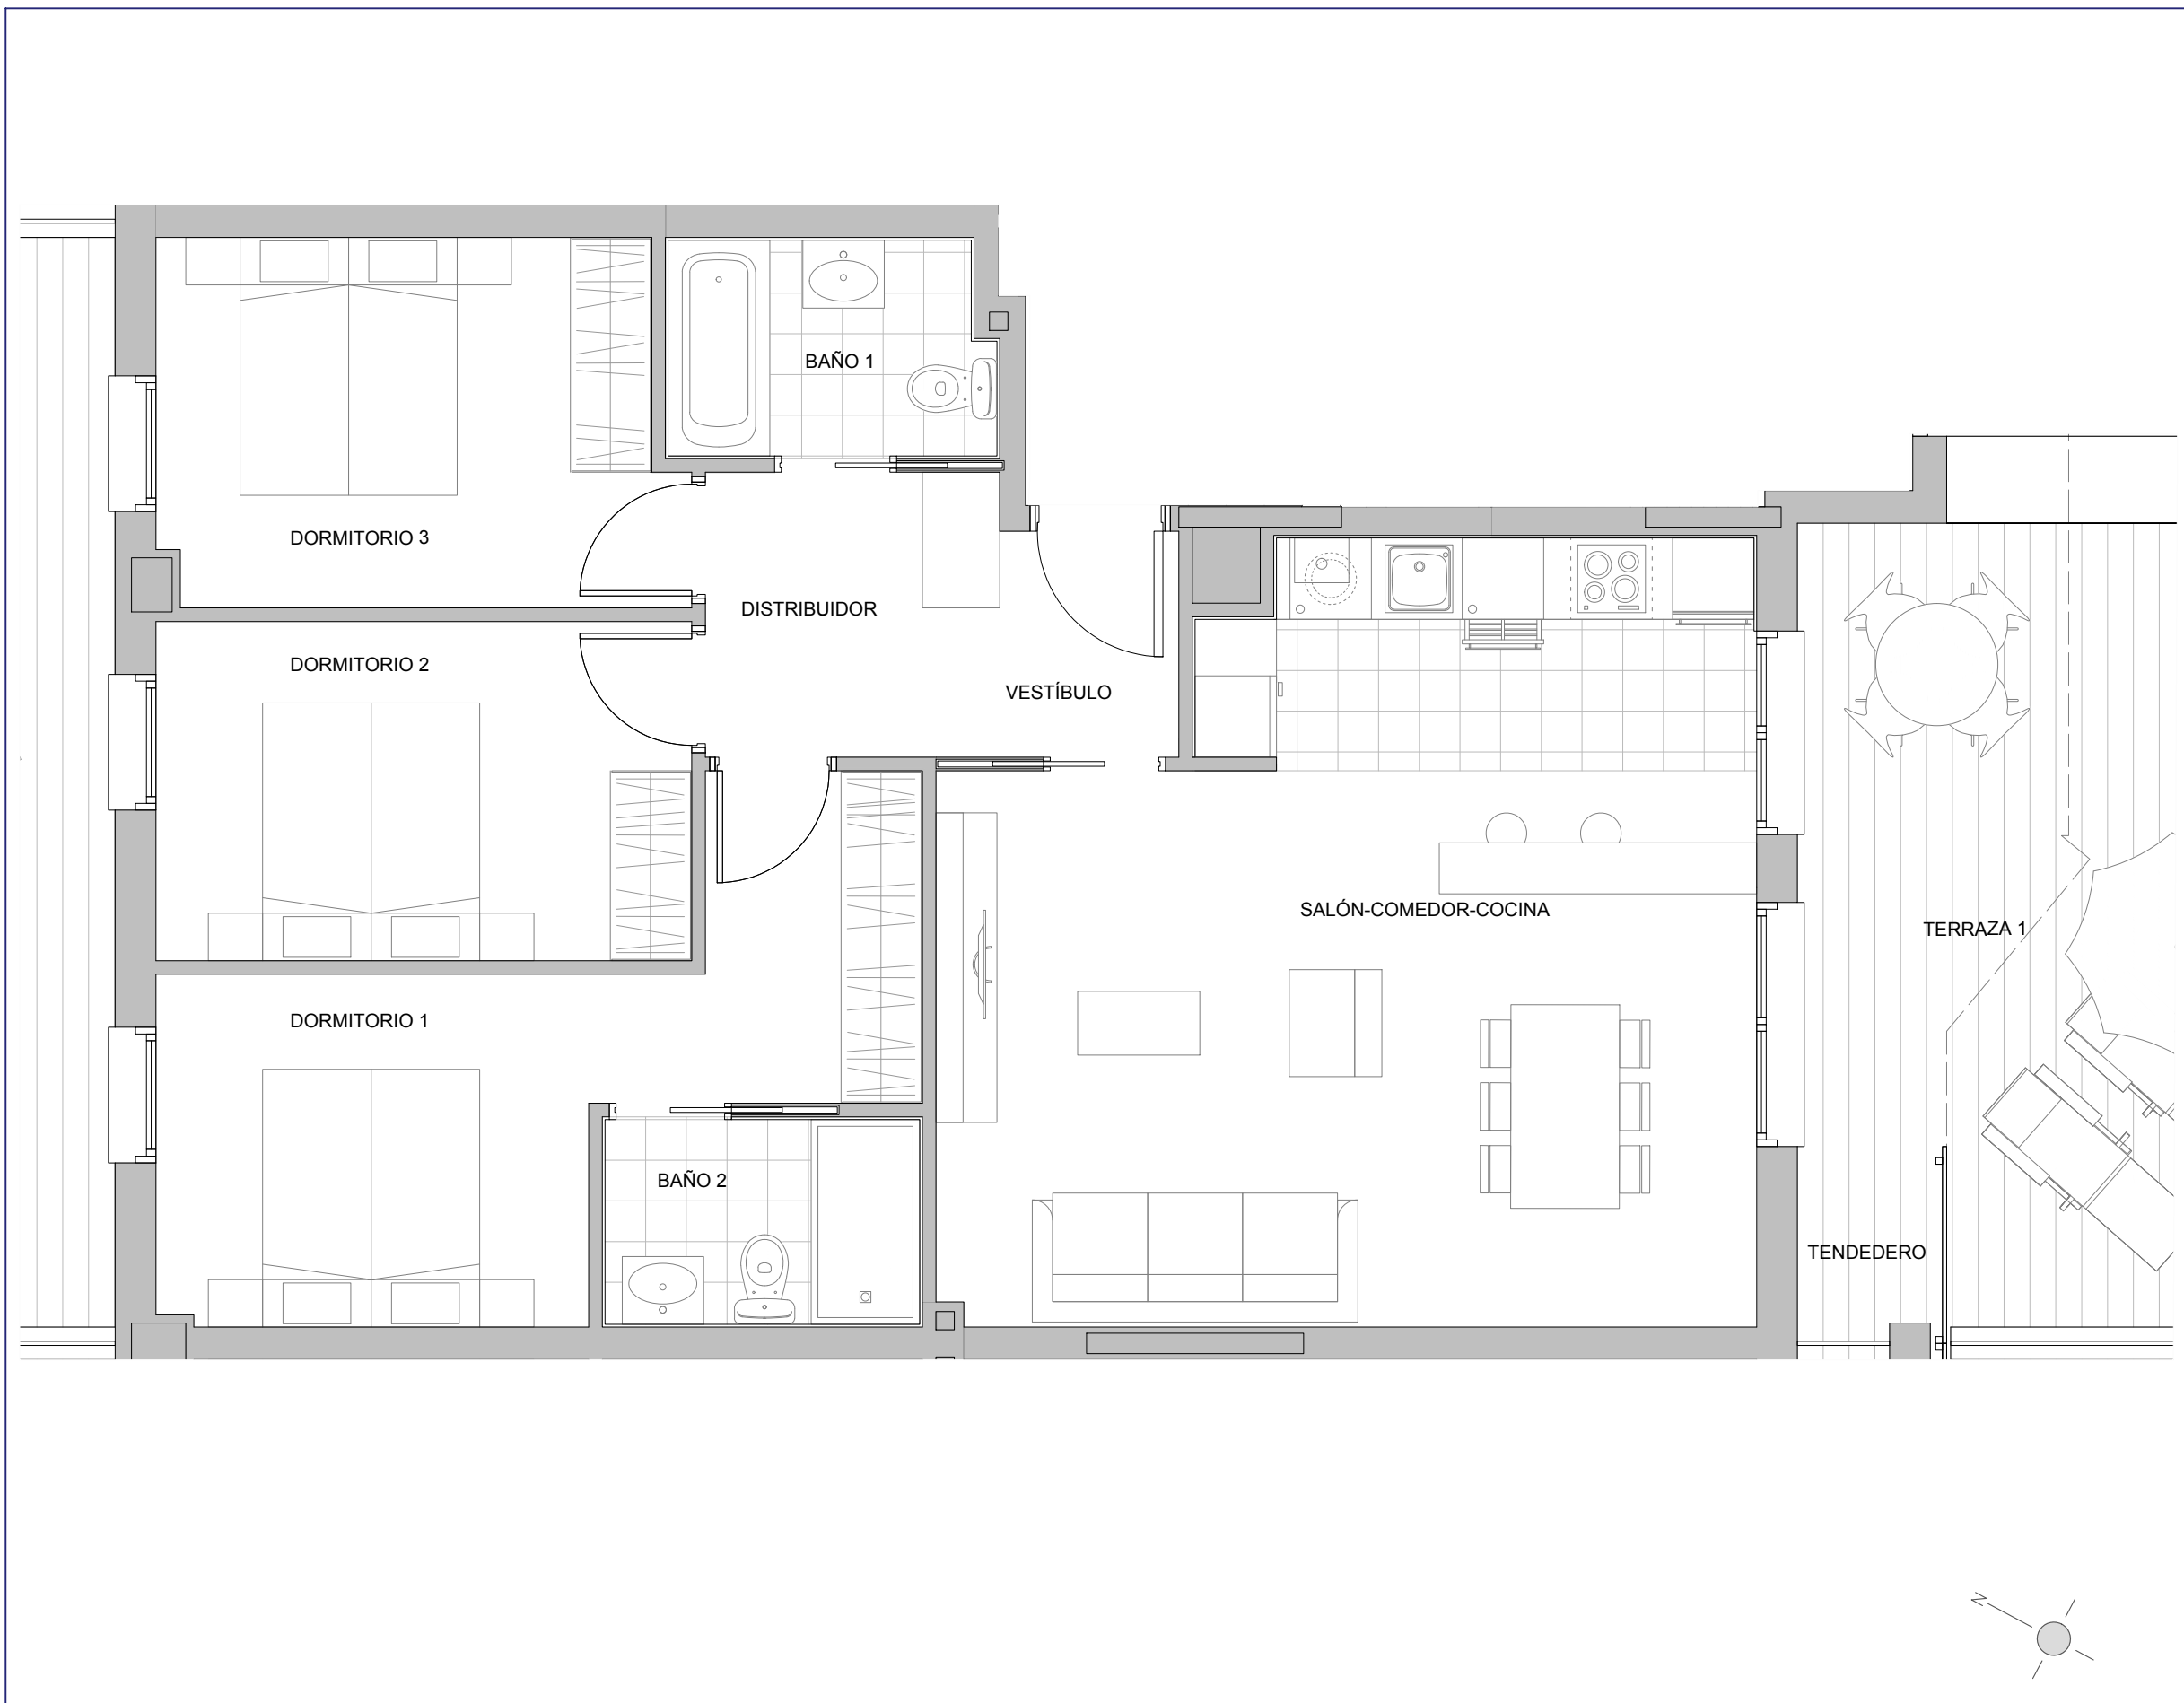 BAÑO 1
DORMITORIO 3
DISTRIBUIDOR
DORMITORIO 2
VESTÍBULO
SALÓN-COMEDOR-COCINA
TERRAZA 1
DORMITORIO 1
BAÑO 2
TENDEDERO
N